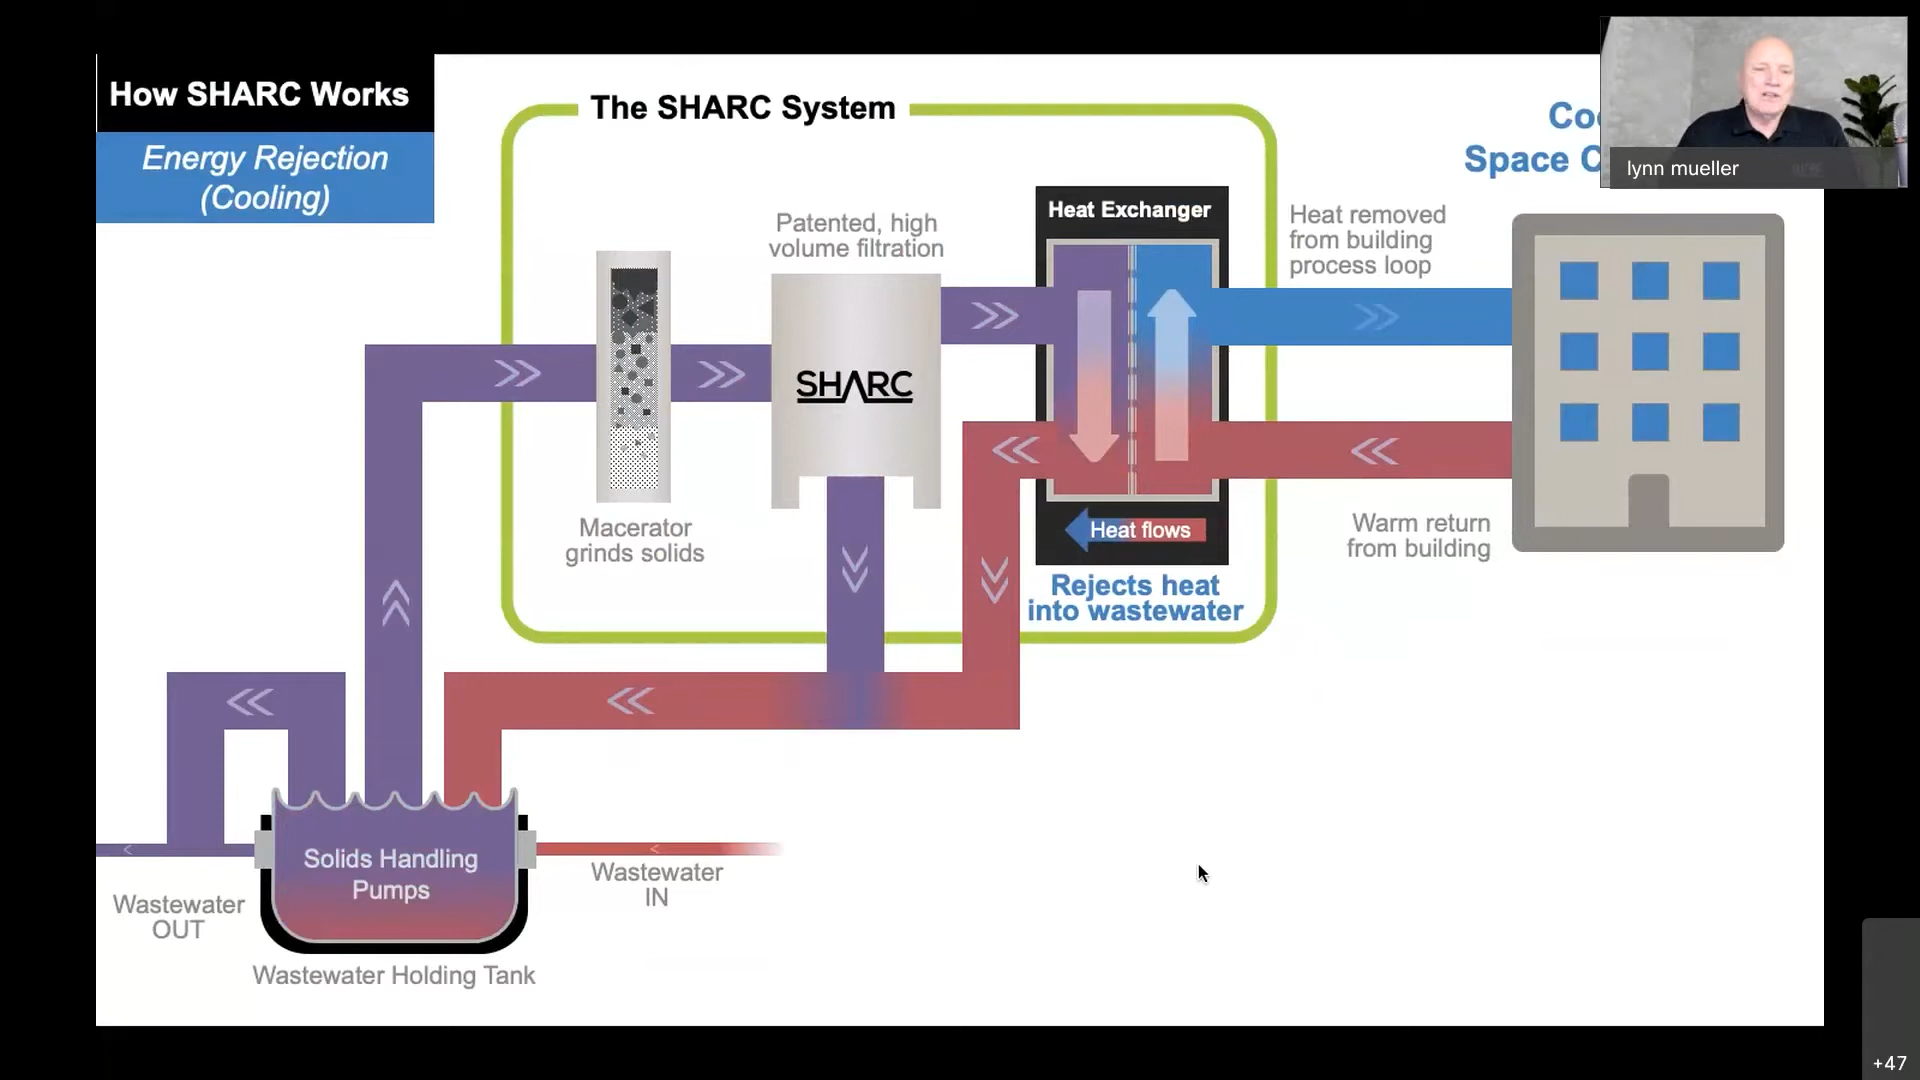 How SHARC Works
Energy Rejection
(Cooling)
The SHARC System
Space
lynn mueller
Patented, high
volume filtration
Heat Exchanger
Heat removed
from building
process loop
SHARC
Macerator
grinds solids
Heat flows
Warm return
from building
Rejects heat
into wastewater
Solids Handling
Pumps
Wastewater
IN
Wastewater
OUT
Wastewater Holding Tank
+47